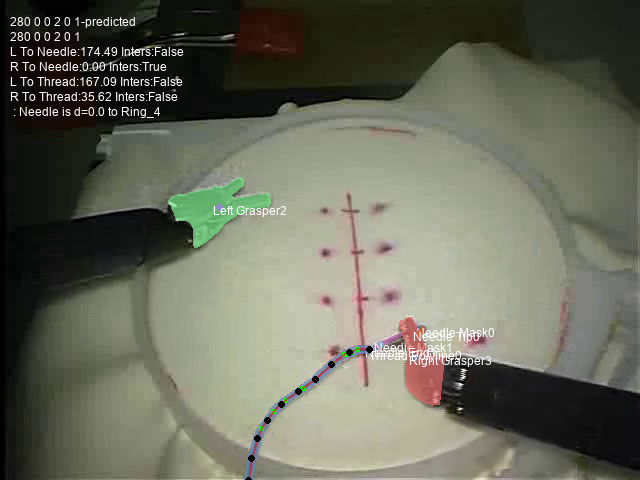 280 0 0 2 0 1-predicted
280 0 0 2 0 1
L To Needle:174.49 Inters:False
R To Needle:0.00 Inters:True
L To Thread:167.09 Inters:False
R To Thread:35.62 Inters:False
: Needle is d=0.0 to Ring_4
Left Grasper2
Needle Mask0
Needle Tip0
Needle Mask1
Right Grasper3